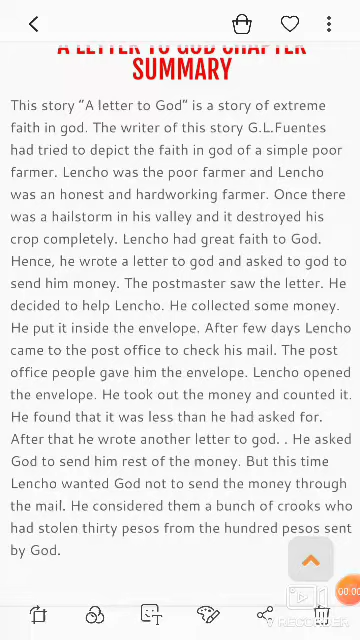 A LETTER TO GOD CHAPTER
SUMMARY
This story "A letter to God" is a story of extreme
faith in god. The writer of this story G.L.Fuentes
had tried to depict the faith in god of a simple poor
farmer. Lencho was the poor farmer and Lencho
was an honest and hardworking farmer. Once there
was a hailstorm in his valley and it destroyed his
crop completely. Lencho had great faith to God.
Hence, he wrote a letter to god and asked to god to
send him money. The postmaster saw the letter. He
decided to help Lencho. He collected some money.
He put it inside the envelope. After few days Lencho
came to the post office to check his mail. The post
office people gave him the envelope. Lencho opened
the envelope. He took out the money and counted it.
He found that it was less than he had asked for.
After that he wrote another letter to god. . He asked
God to send him rest of the money. But this time
Lencho wanted God not to send the money through
the mail. He considered them a bunch of crooks who
had stolen thirty pesos from the hundred pesos sent
by God.
00:00
V RECORDER
T